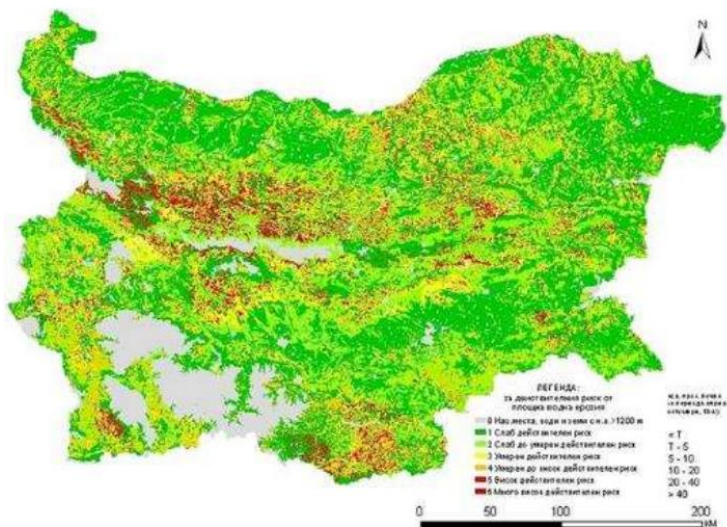 N
ЛЕГЕНДА:
за действителния риск от
площна водна ерозия
0 Нас.места, води и земи с н.в. >1200 м
1 Слаб действителен риск
2 Слаб до умерен действителен риск
3 Умерен действителен риск
4 Умерен до висок действителен риск
5 Висок действителен риск
6 Много висок действителен риск
< T
T - 5
5 - 10
10 - 20
20 - 40
> 40
0 50 100 200
КМ